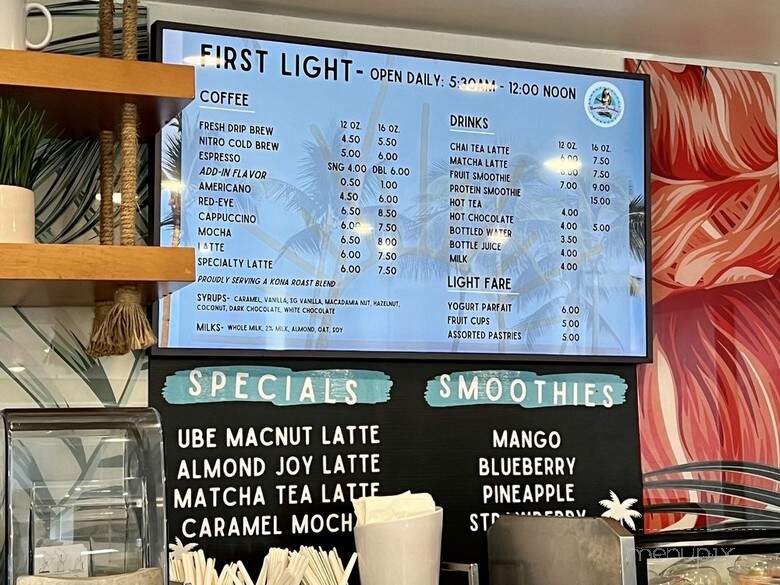 FIRST LIGHT- OPEN DAILY: 5:30AM - 12:00 NOON
COFFEE
12 OZ. 16 OZ.
FRESH DRIP BREW 4.50 5.50
NITRO COLD BREW 5.00 6.00
ESPRESSO SNG 4.00 DBL 6.00
ADD-IN FLAVOR 0.50 1.00
AMERICANO 4.50 6.00
RED-EYE 6.50 8.50
CAPPUCCINO 6.00 7.50
MOCHA 6.50 8.00
LATTE 6.00 7.50
SPECIALTY LATTE 6.00 7.50
PROUDLY SERVING A KONA ROAST BLEND
SYRUPS- CARAMEL, VANILLA, SG VANILLA, MACADAMIA NUT, HAZELNUT,
COCONUT, DARK CHOCOLATE, WHITE CHOCOLATE
MILKS- WHOLE MILK, 2% MILK, ALMOND, OAT, SOY
DRINKS
12 OZ. 16 OZ.
CHAI TEA LATTE 6.00 7.50
MATCHA LATTE 7.50
FRUIT SMOOTHIE 7.00 9.00
PROTEIN SMOOTHIE 15.00
HOT TEA 4.00
HOT CHOCOLATE 4.00 5.00
BOTTLED WATER 3.50
BOTTLE JUICE 4.00
MILK 4.00
LIGHT FARE
YOGURT PARFAIT 6.00
FRUIT CUPS 5.00
ASSORTED PASTRIES 5.00
SPECIALS
UBE MACNUT LATTE
ALMOND JOY LATTE
MATCHA TEA LATTE
CARAMEL MOCH
SMOOTHIES
MANGO
BLUEBERRY
PINEAPPLE
STRAWBERRY
menupix